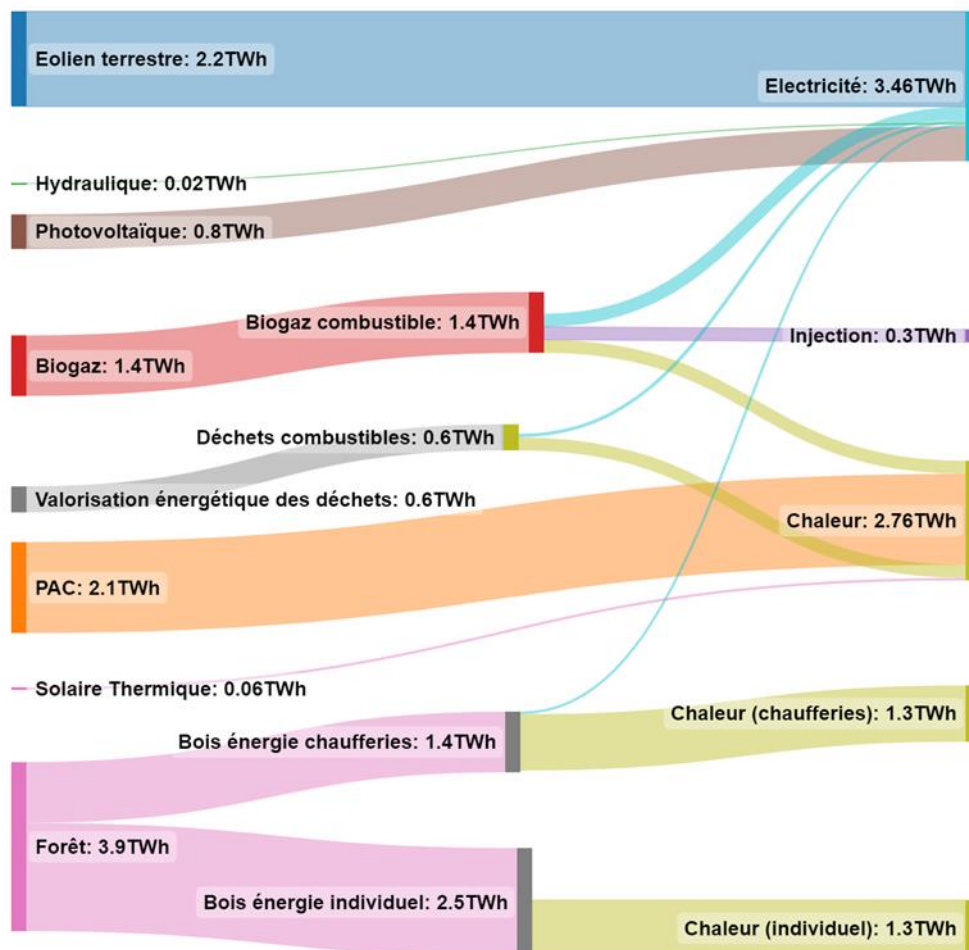 Eolien terrestre: 2.2TWh
Electricité: 3.46TWh
Hydraulique: 0.02TWh
Photovoltaïque: 0.8TWh
Biogaz combustible: 1.4TWh
Injection: 0.3TWh
Biogaz: 1.4TWh
Déchets combustibles: 0.6TWh
Valorisation énergétique des déchets: 0.6TWh
Chaleur: 2.76TWh
PAC: 2.1TWh
Solaire Thermique: 0.06TWh
Chaleur (chaufferies): 1.3TWh
Bois énergie chaufferies: 1.4TWh
Forêt: 3.9TWh
Bois énergie individuel: 2.5TWh
Chaleur (individuel): 1.3TWh